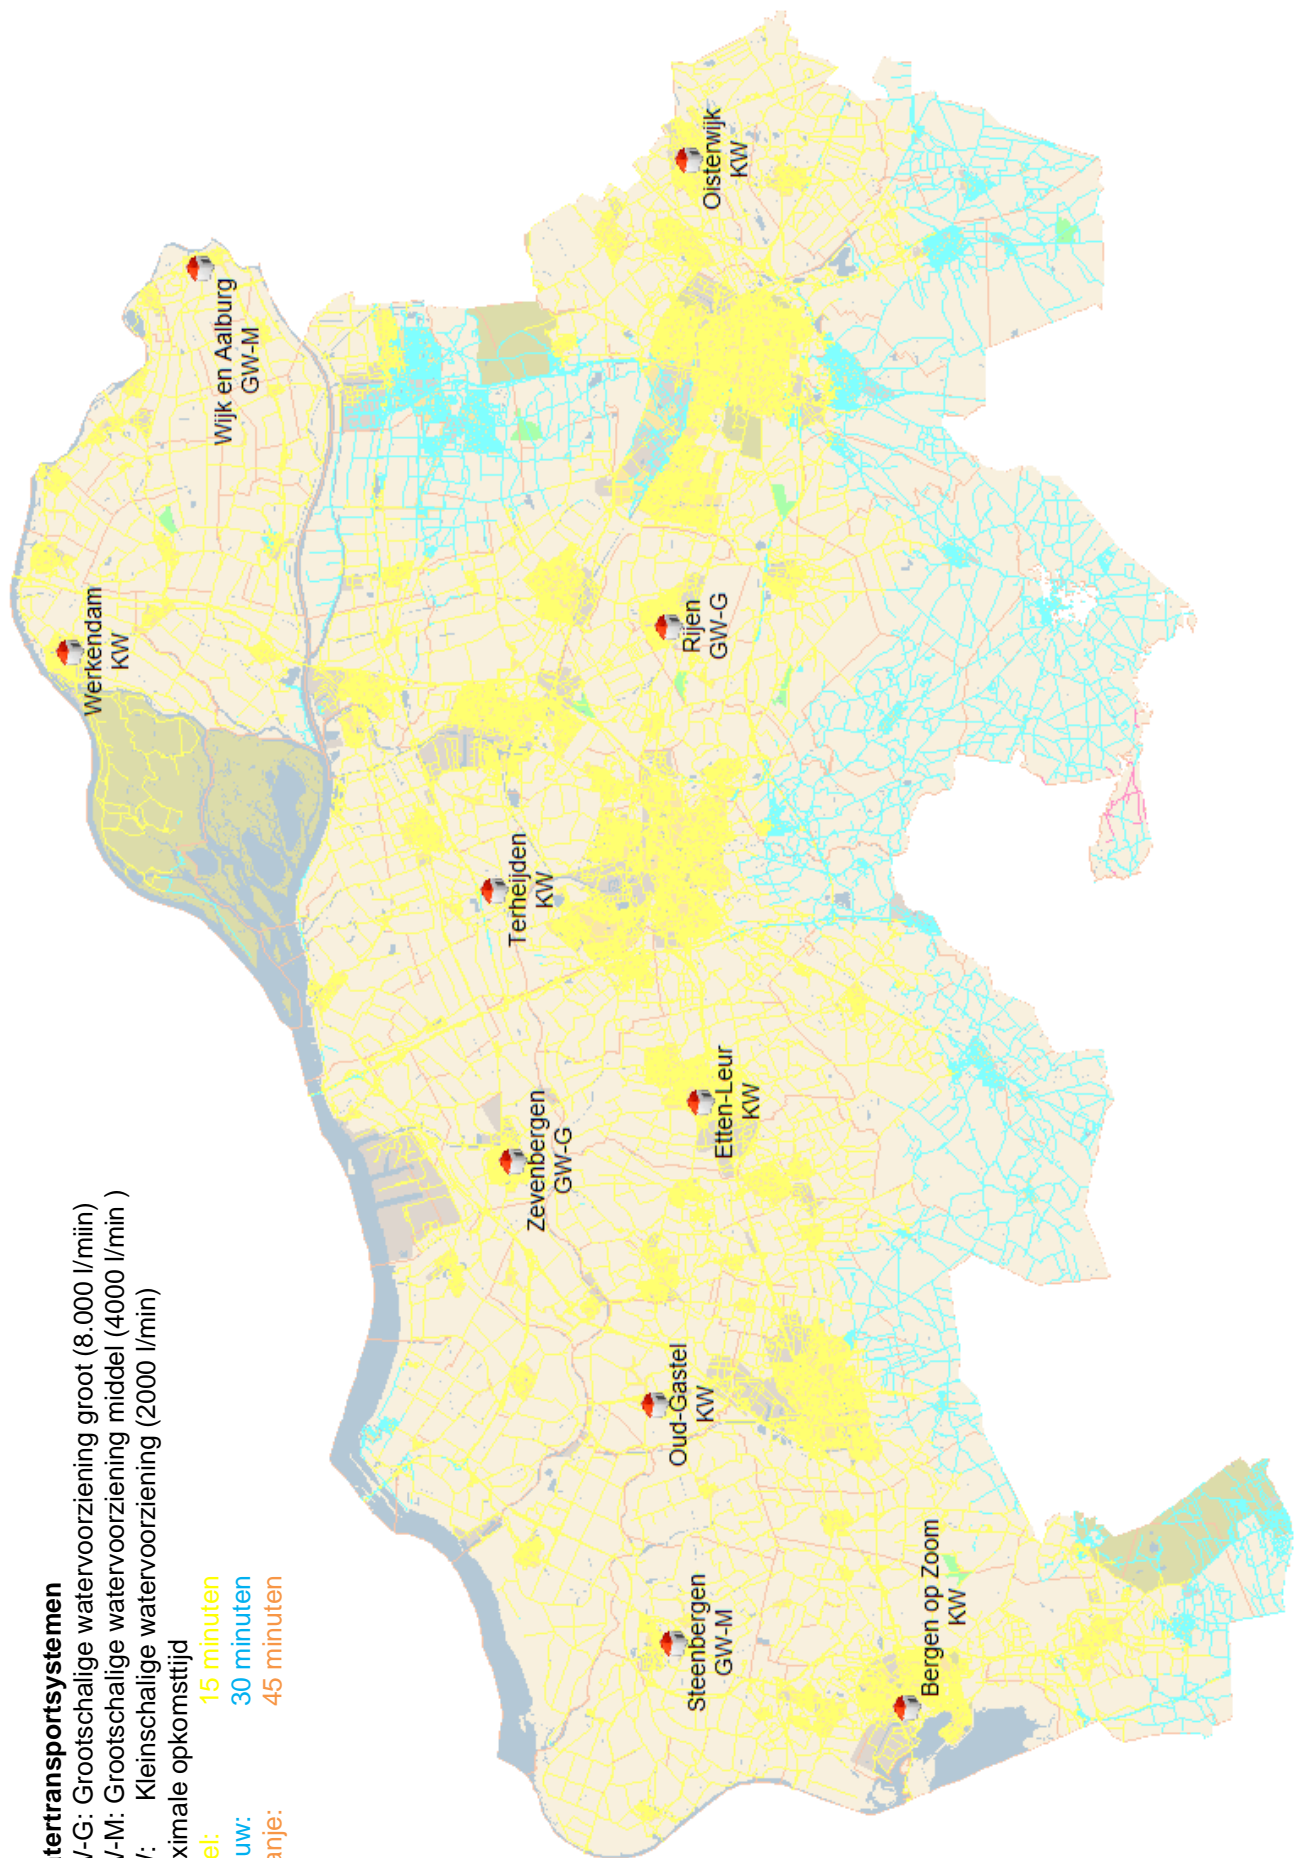 tertransportsystemen
V-G: Grootschalige watervoorziening groot (8.000 l/miin)
V-M: Grootschalige watervoorziening middel (4000 l/min )
Kleinschalige watervoorziening (2000 l/min)
ximale opkomsttijd
el: 15 minuten
uw: 30 minuten
anje: 45 minuten
Werkendam
KW
Wijk en Aalburg
GW-M
Oisterwijk
KW
Rijen
GW-G
Terheijden
KW
Zevenbergen
GW-G
Etten-Leur
KW
Oud-Gastel
KW
Steenbergen
GW-M
Bergen op Zoom
KW